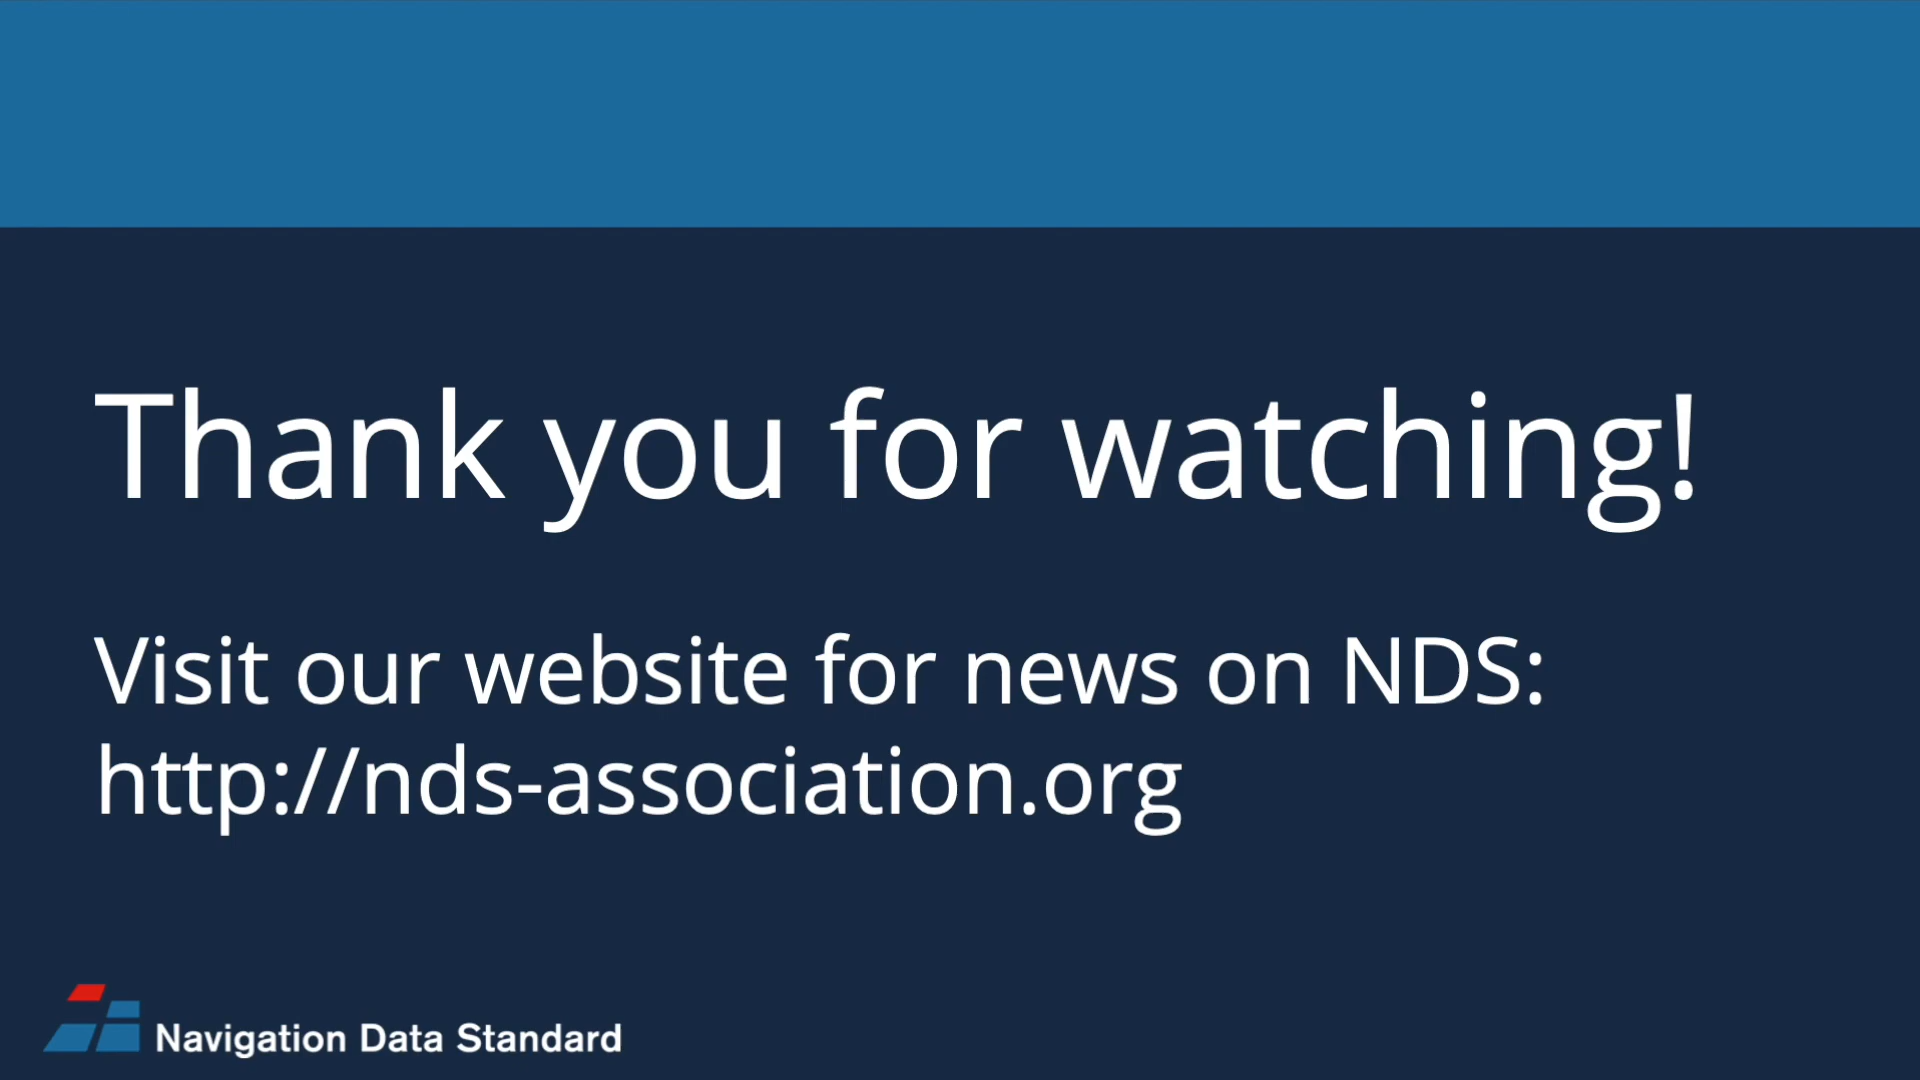 Thank you for watching!
Visit our website for news on NDS:
http://nds-association.org
Navigation Data Standard